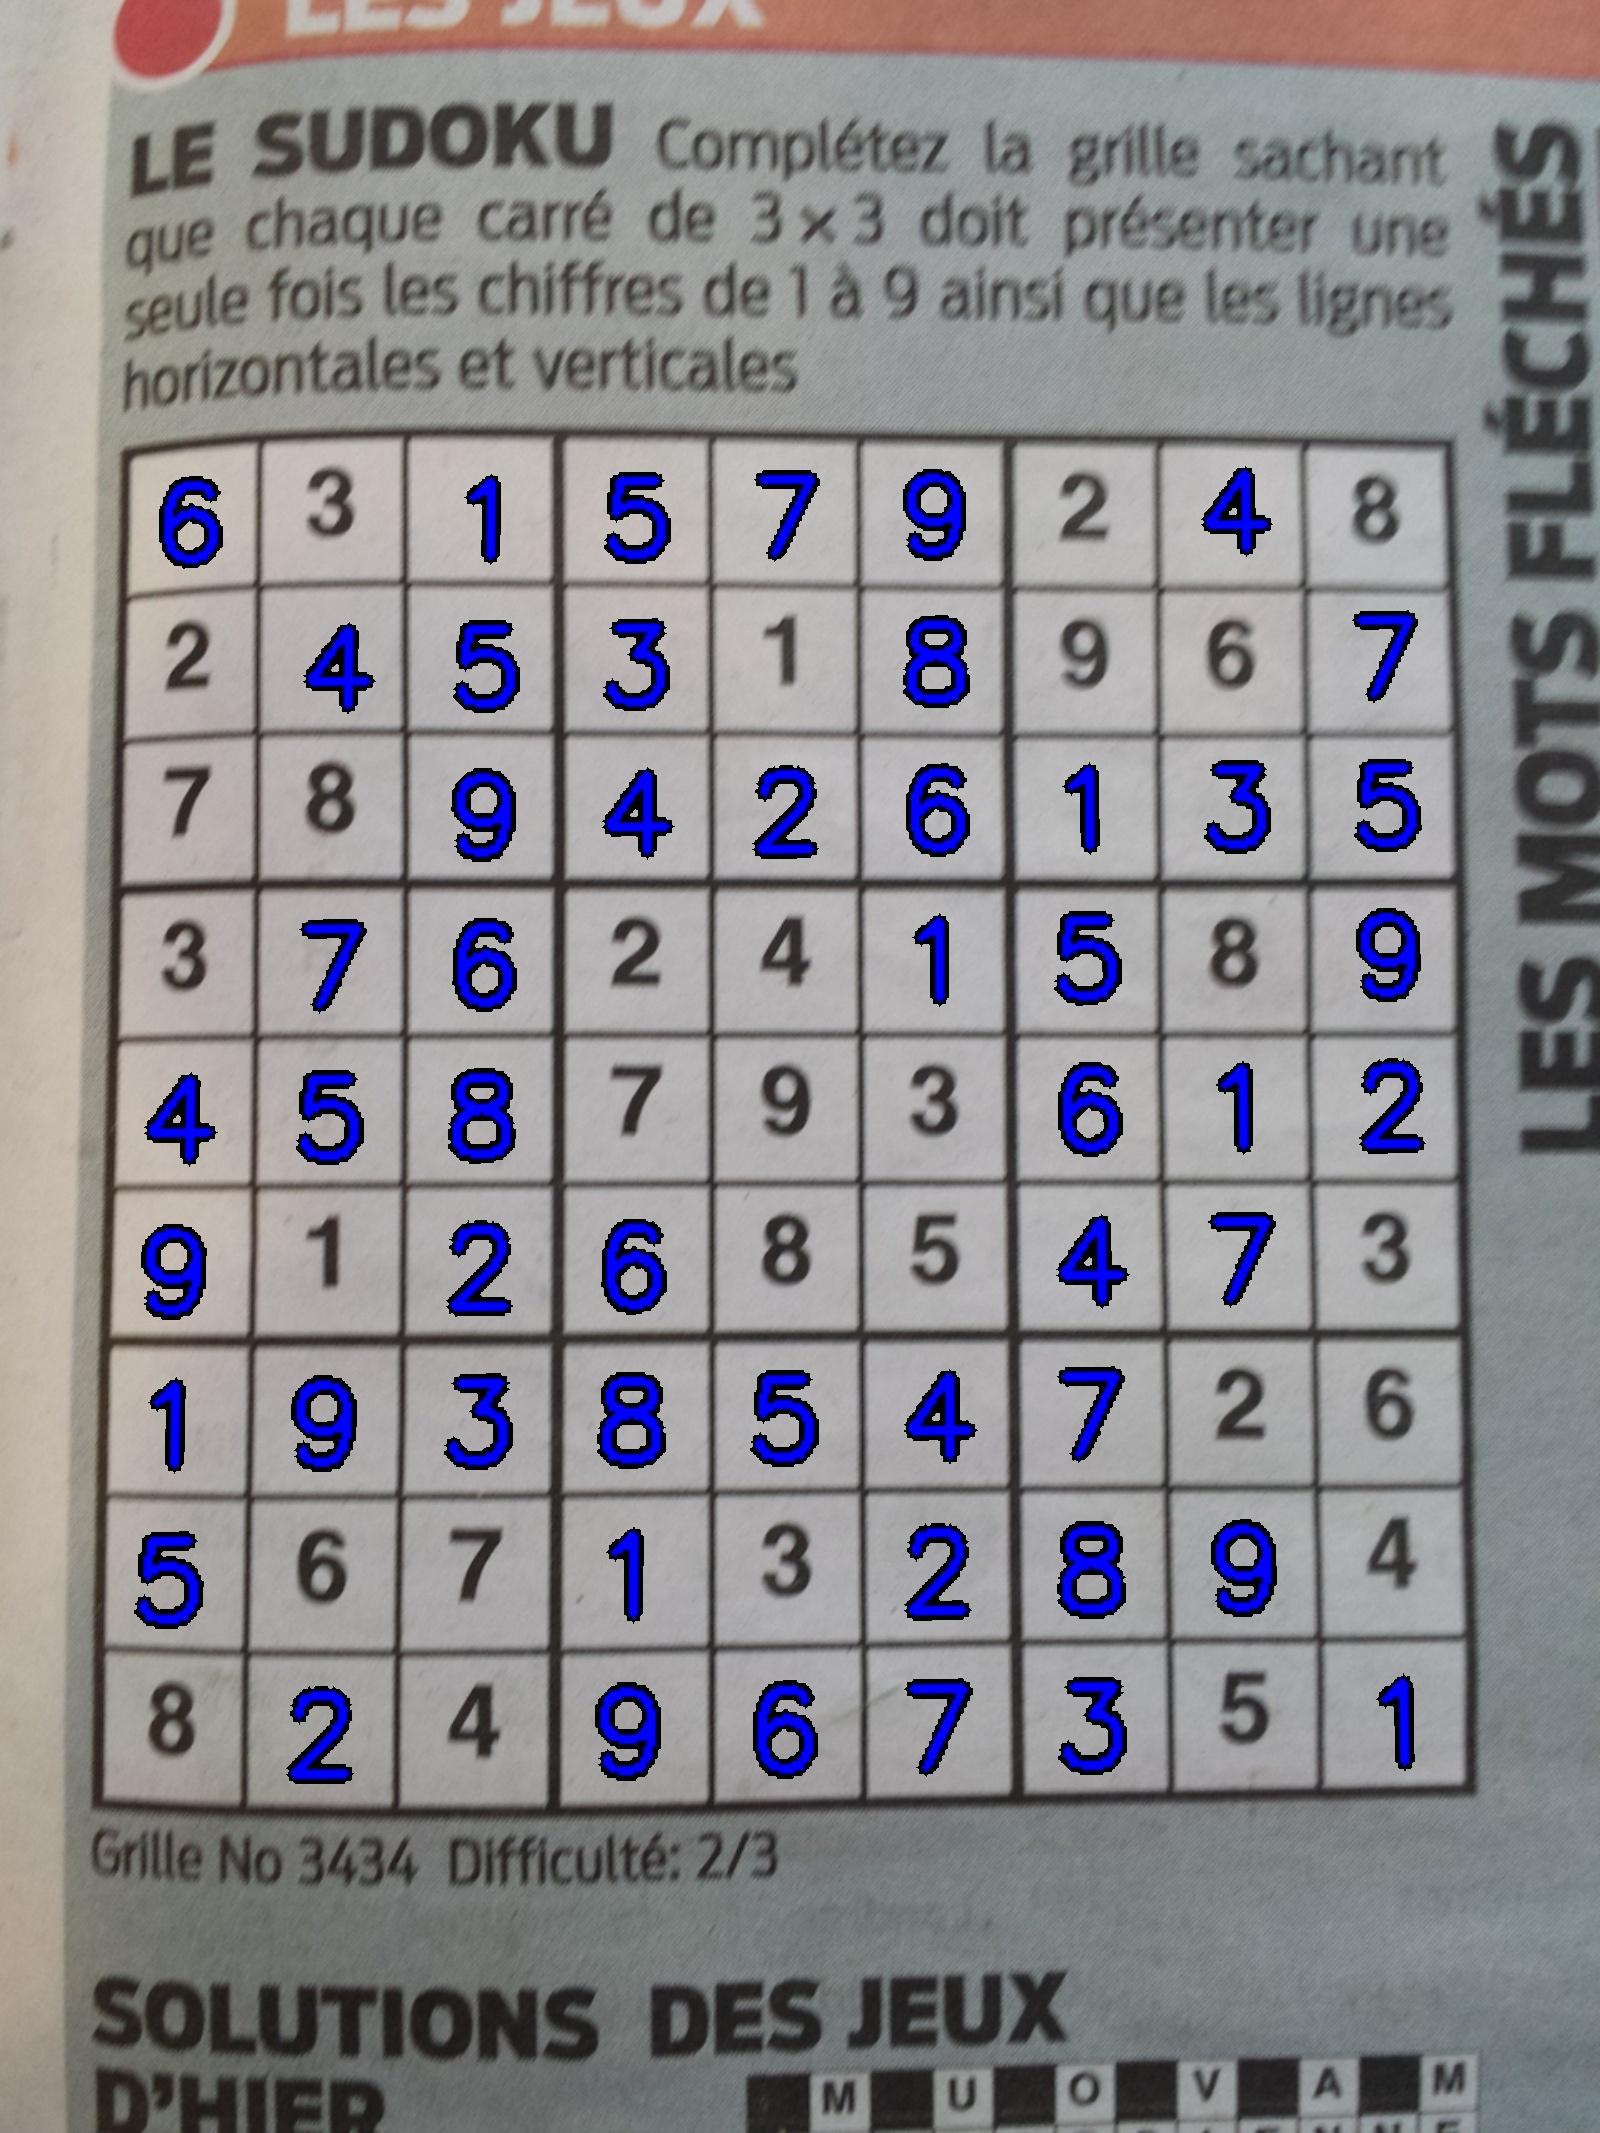 LES JEUX
LE SUDOKU Complétez la grille sachant
que chaque carré de 3 x 3 doit présenter une
seule fois les chiffres de 1 à 9 ainsi que les lignes
horizontales et verticales
6 3 1 5 7 9 2 4 8
2 4 5 3 1 8 9 6 7
7 8 9 4 2 6 1 3 5
3 7 6 2 4 1 5 8 9
4 5 8 7 9 3 6 1 2
9 1 2 6 8 5 4 7 3
1 9 3 8 5 4 7 2 6
5 6 7 1 3 2 8 9 4
8 2 4 9 6 7 3 5 1
Grille No 3434 Difficulté: 2/3
SOLUTIONS DES JEUX
D'HIER
M U O V A M
LES MOTS FLÉCHÉS